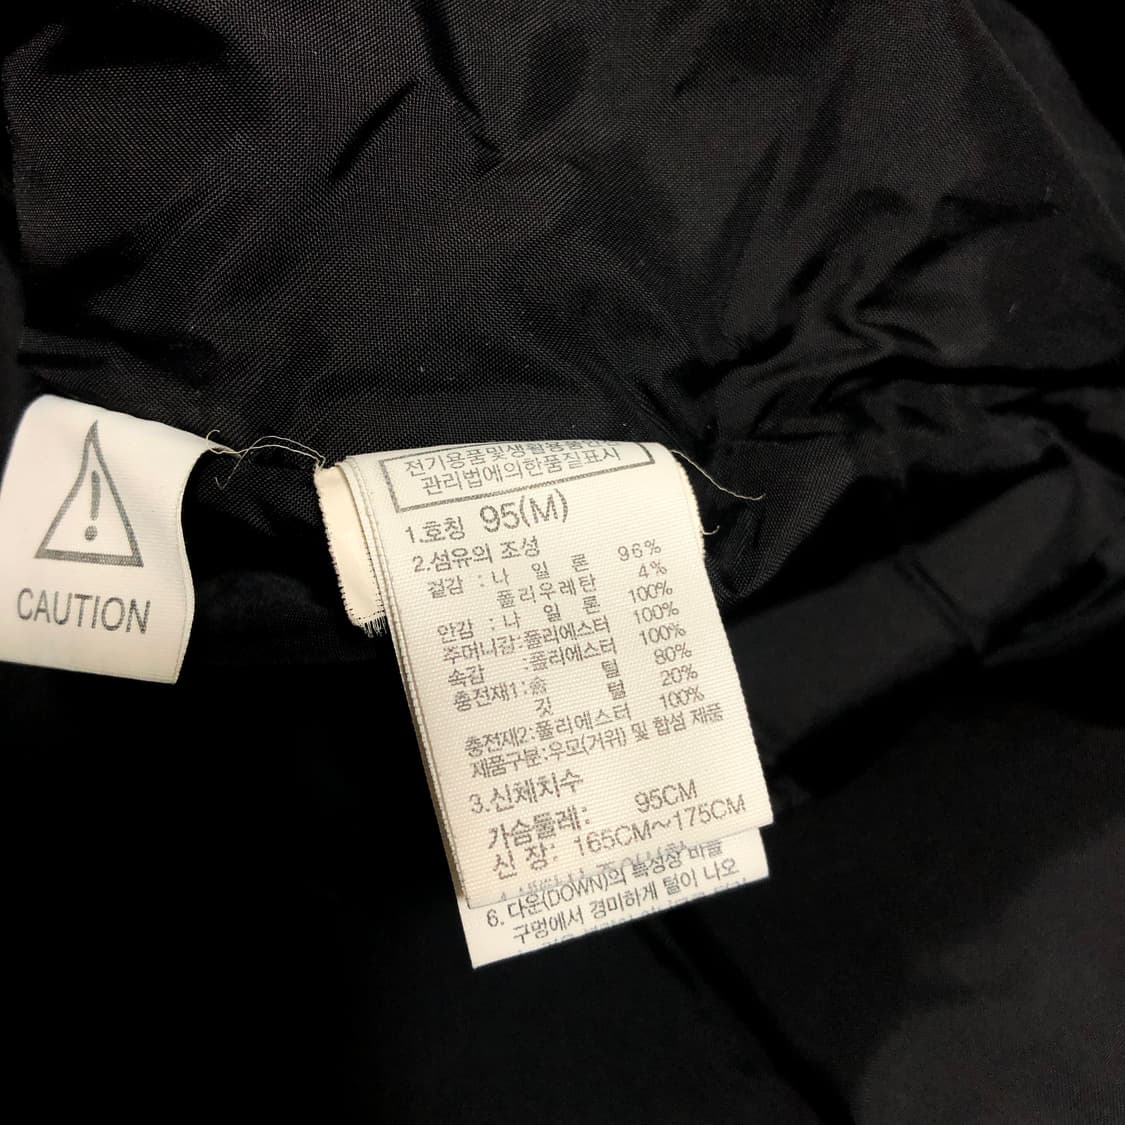 CAUTION
전기용품및생활용품안전
관리법에의한품질표시
1.호칭 95(M)
2.섬유의 조성
겉감 : 나 일 론 96%
폴리우레탄 4%
안감 : 나 일 론 100%
주머니감:폴리에스터 100%
속감 :폴리에스터 100%
충전재1:솜 털 80%
깃 털 20%
충전재2:폴리에스터 100%
제품구분:우모(거위) 및 합섬 제품
3.신체치수
가슴둘레: 95CM
신 장: 165CM~175CM
6. 다운(DOWN)의 특성상 바늘
구멍에서 경미하게 털이 나오